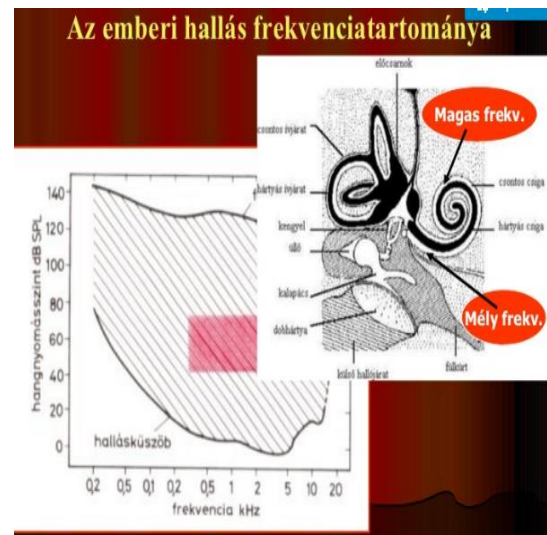 Az emberi hallás frekvenciatartománya
előcsarnok
Magas frekv.
csontos ívjárat
csontos csiga
hártyás ívjárat
hártyás csiga
kengyel
üllő
kalapács
Mély frekv.
dobhártya
külső hallójárat
fülkürt
hangnyomásszint dB SPL
140
120
100
80
60
40
20
0
hallásküszöb
0,2 0,5 0,1 0,2 0,5 1 2 5 10 20
frekvencia kHz